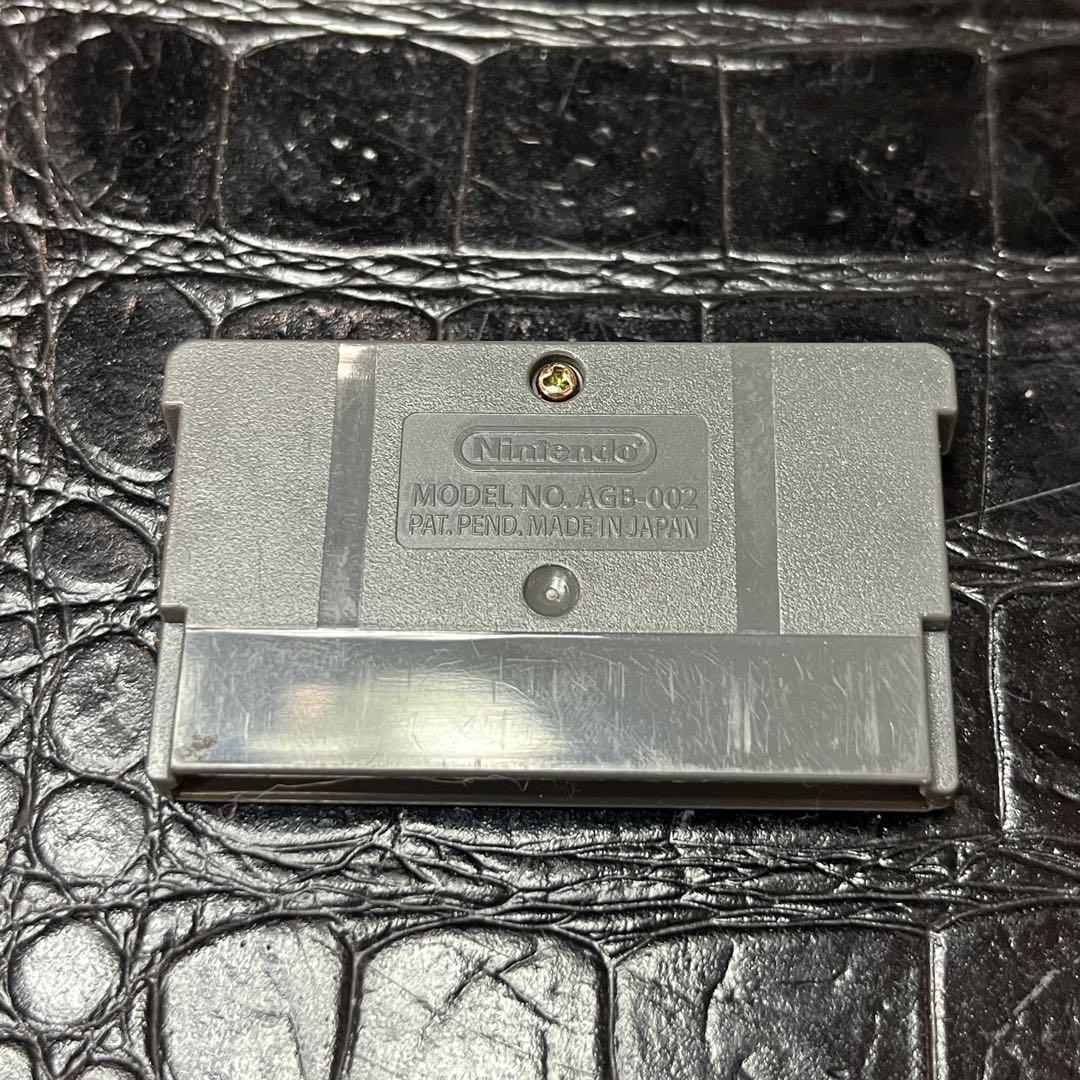 Nintendo®
MODEL NO. AGB-002
PAT. PEND. MADE IN JAPAN